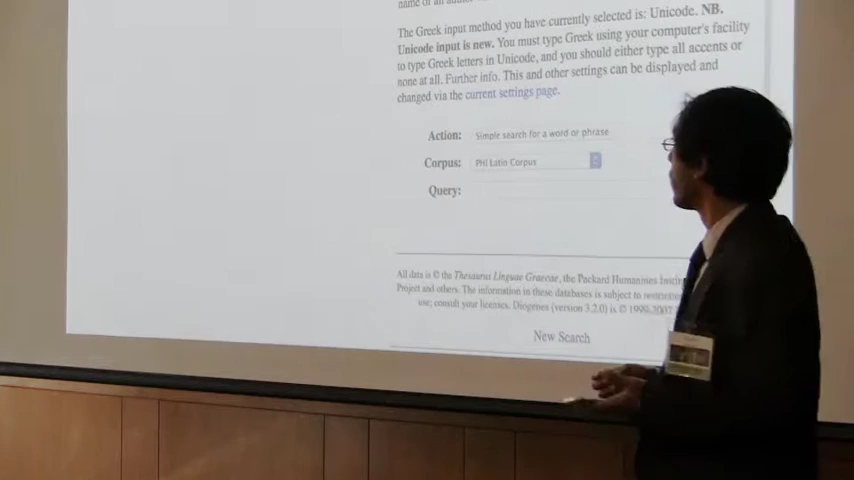 name of an
The Greek input method you have currently selected is: Unicode. NB.
Unicode input is new. You must type Greek using your computer's facility
to type Greek letters in Unicode, and you should either type all accents or
none at all. Further info. This and other settings can be displayed and
changed via the current settings page.
Action: Simple search for a word or phrase
Corpus: PHI Latin Corpus
Query:
All data is © the Thesaurus Linguae Graecae, the Packard Humanities
Project and others. The information in these databases is subject to
use; consult your licenses. Diogenes (version 3.2.0) is © 1999-2007
New Search